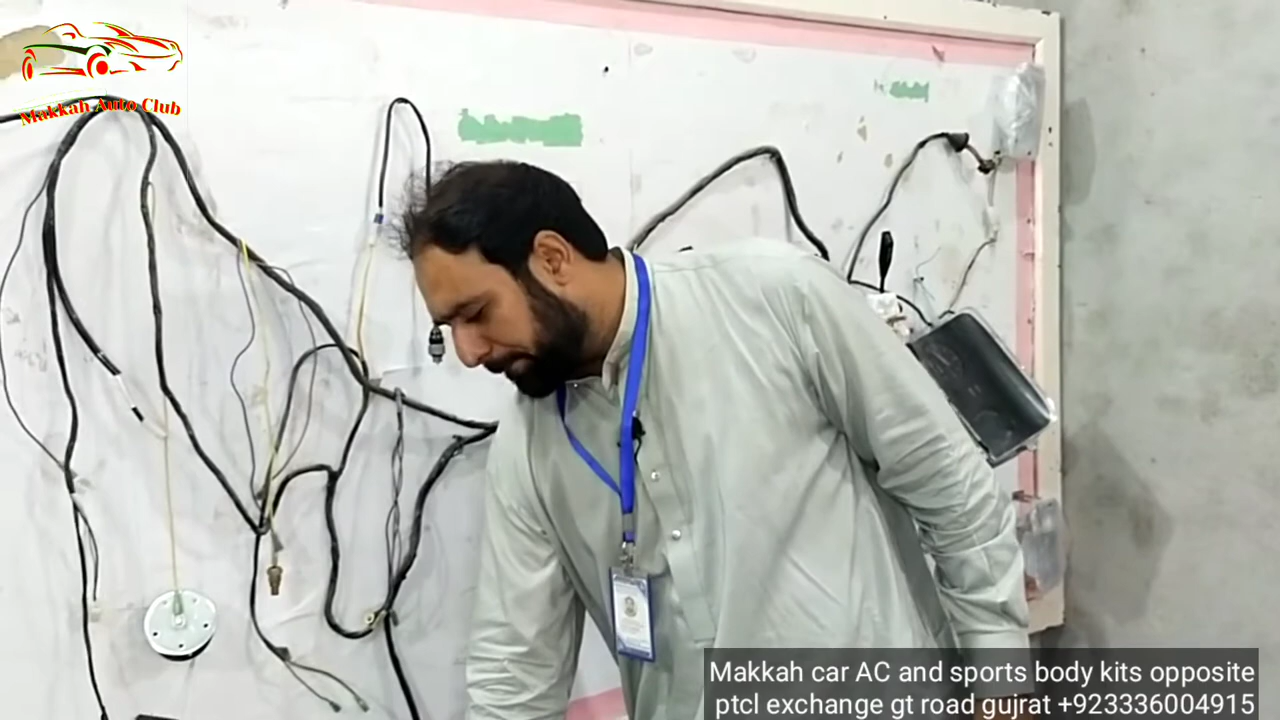 Makkah Auto Club
Makkah car AC and sports body kits opposite
ptcl exchange gt road gujrat +923336004915